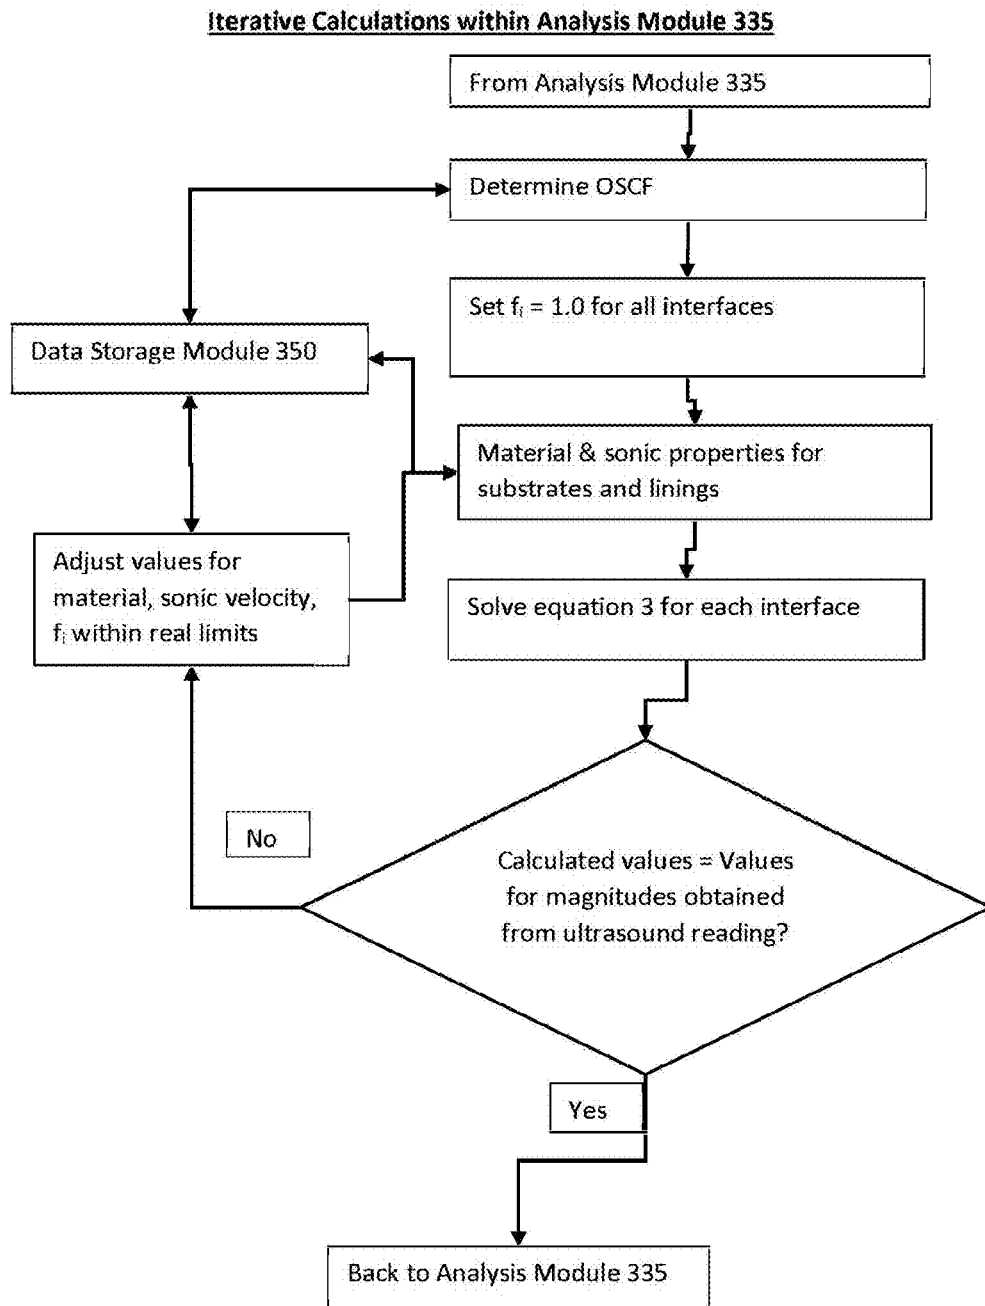 Iterative Calculations within Analysis Module 335
From Analysis Module 335
Determine OSCF
Set fᵢ = 1.0 for all interfaces
Data Storage Module 350
Material & sonic properties for
substrates and linings
Adjust values for
material, sonic velocity,
fᵢ within real limits
Solve equation 3 for each interface
No
Calculated values = Values
for magnitudes obtained
from ultrasound reading?
Yes
Back to Analysis Module 335